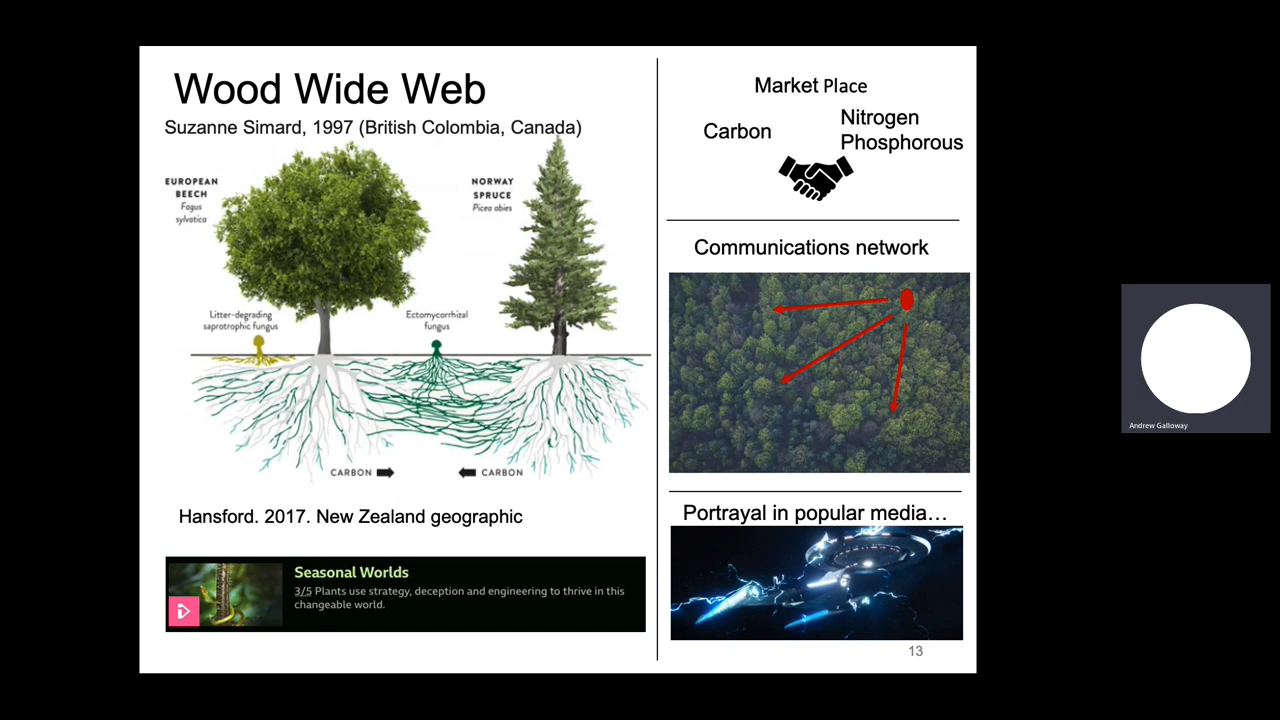 Wood Wide Web
Suzanne Simard, 1997 (British Colombia, Canada)
EUROPEAN
BEECH
Fagus
sylvatica
NORWAY
SPRUCE
Picea abies
Litter-degrading
saprotrophic fungus
Ectomycorrhizal
fungus
CARBON
CARBON
Hansford. 2017. New Zealand geographic
Seasonal Worlds
3/5 Plants use strategy, deception and engineering to thrive in this
changeable world.
Market Place
Carbon
Nitrogen
Phosphorous
Communications network
Portrayal in popular media…
13
Andrew Galloway